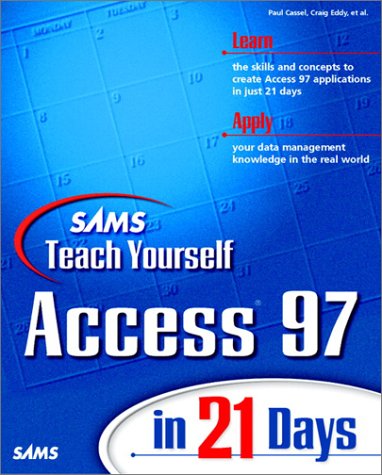 Paul Cassel, Craig Eddy, et al.
Learn
the skills and concepts to
create Access 97 applications
in just 21 days
Apply
your data management
knowledge in the real world
SAMS
Teach Yourself
Access® 97
in 21 Days
SAMS